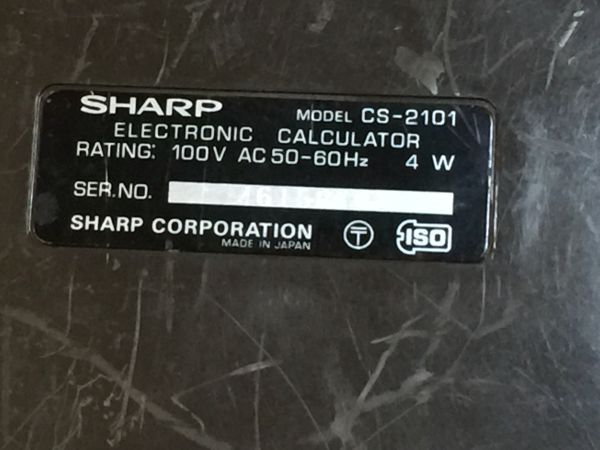 SHARP MODEL CS-2101
ELECTRONIC CALCULATOR
RATING: 100V AC 50-60Hz 4 W
SER.NO.
SHARP CORPORATION
MADE IN JAPAN
〒 ISO